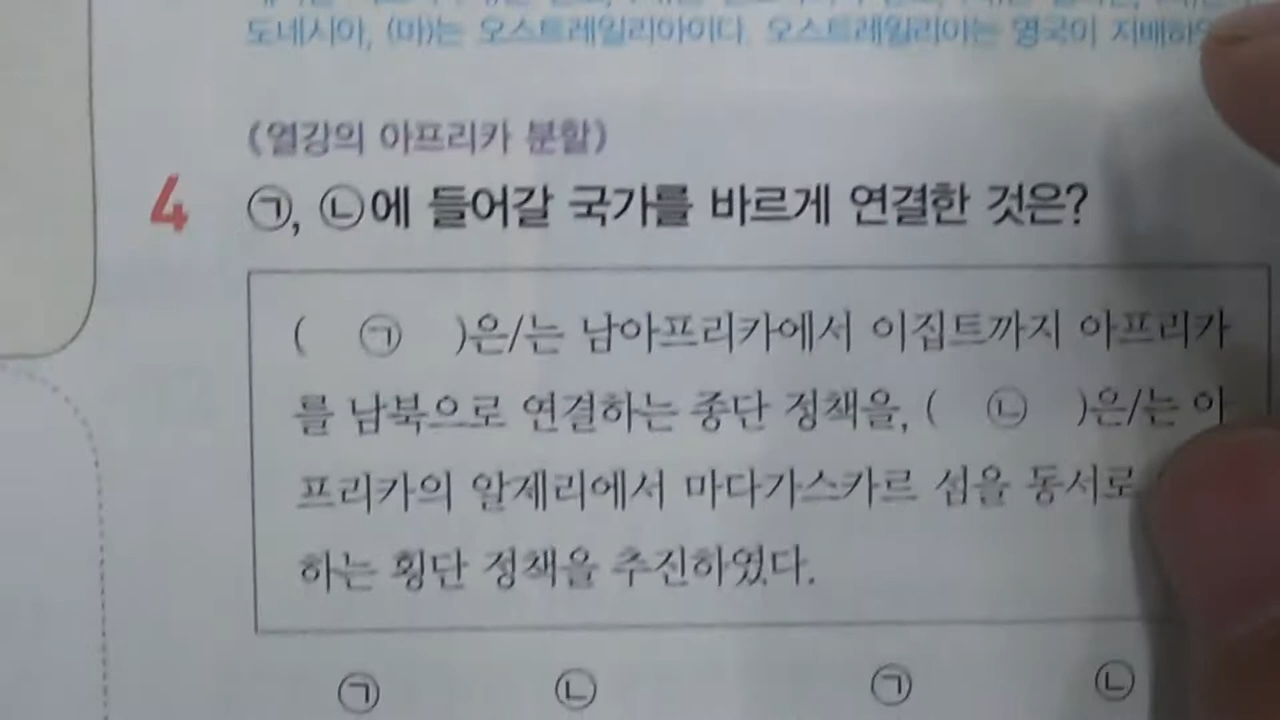 도네시아, (마)는 오스트레일리아이다. 오스트레일리아는 영국이
(열강의 아프리카 분할)
4 ㉠, ㉡에 들어갈 국가를 바르게 연결한 것은?
( ㉠ )은/는 남아프리카에서 이집트까지 아프리카
를 남북으로 연결하는 종단 정책을, ( ㉡ )은/는 아
프리카의 알제리에서 마다가스카르 섬을 동서로
하는 횡단 정책을 추진하였다.
㉠ ㉡ ㉠ ㉡